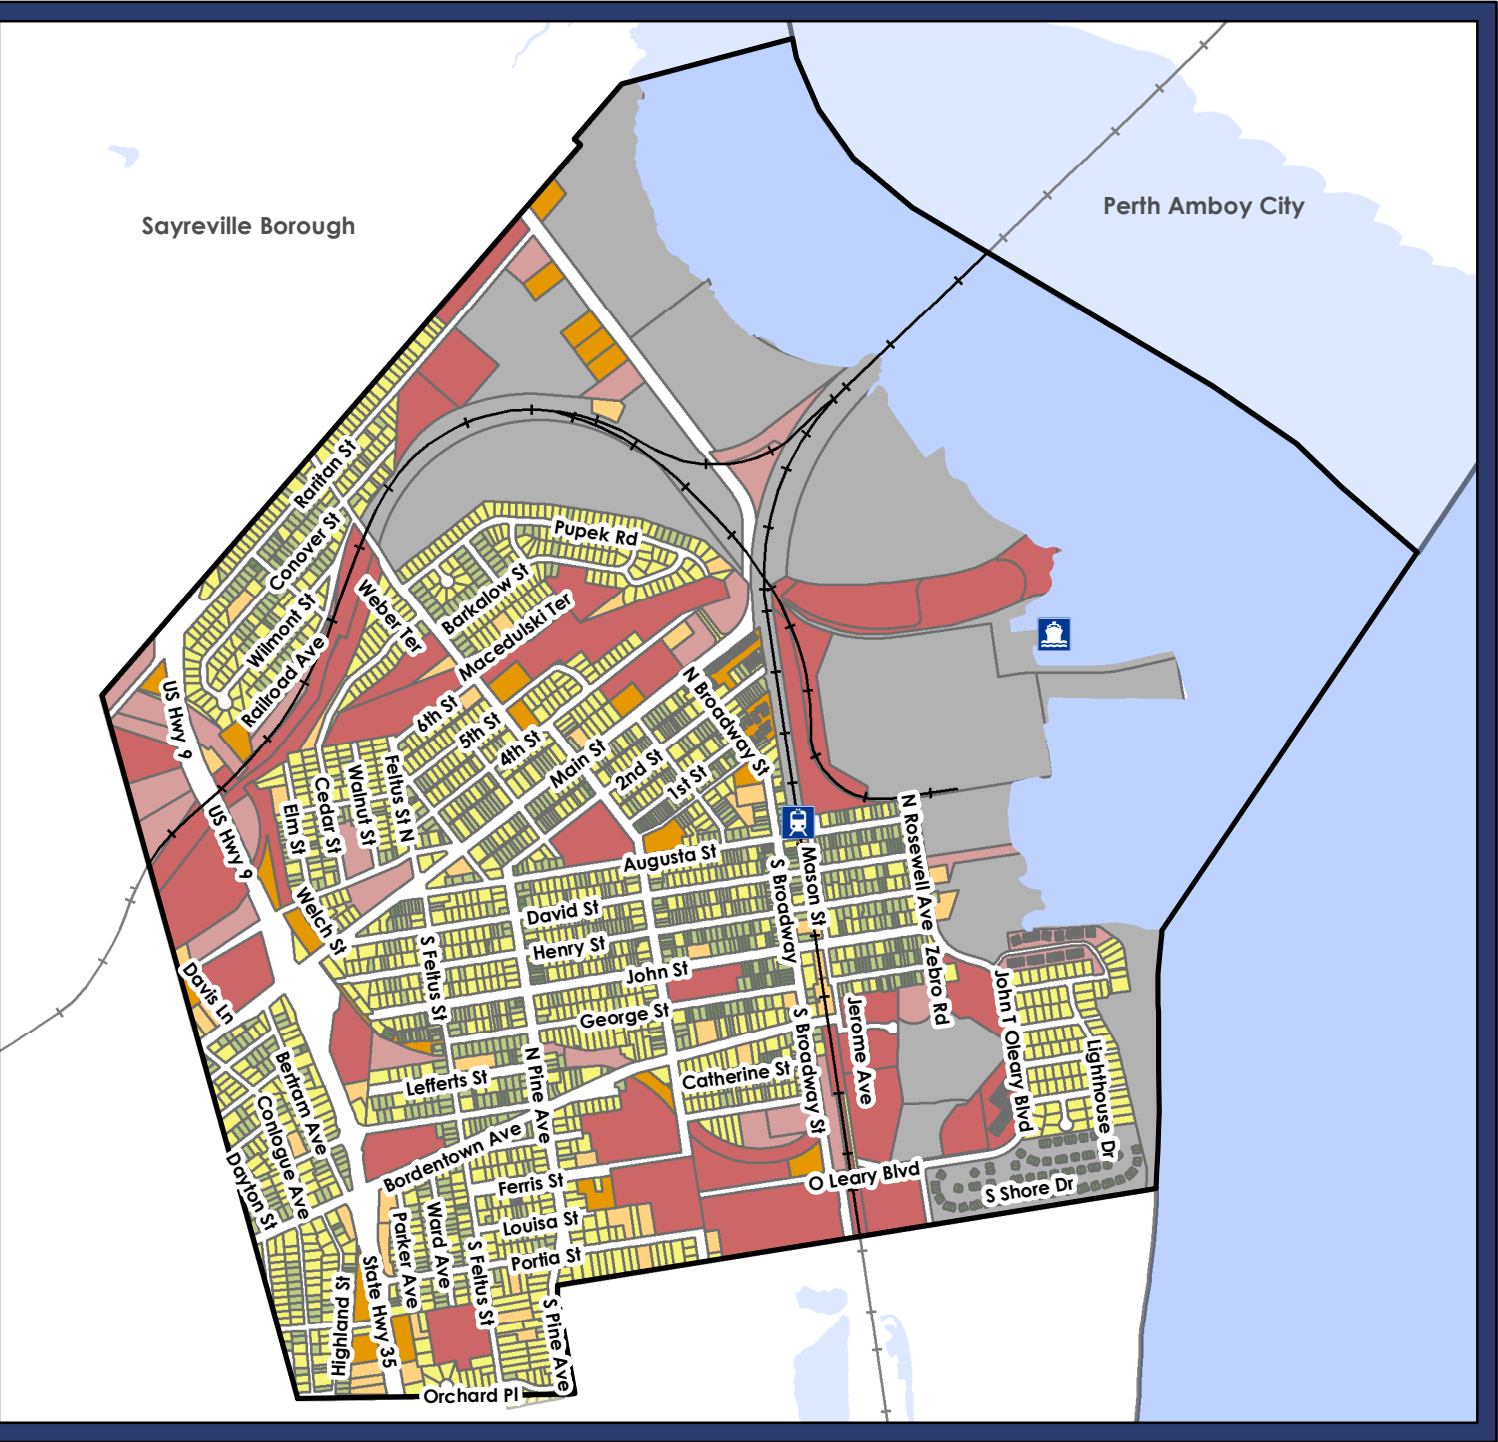 Sayreville Borough
Perth Amboy City
Raritan St
Conover St
Pupek Rd
Barkalow St
Weber Ter
Macedulski Ter
Wilmont St
Railroad Ave
US Hwy 9
6th St
5th St
4th St
Main St
2nd St
1st St
N Broadway St
Feltus St N
Walnut St
Cedar St
Elm St
US Hwy 9
Augusta St
S Broadway
Mason St
N Rosewell Ave
Welch St
David St
Henry St
John St
George St
S Feltus St
Davis Ln
Zebro Rd
John T Oleary Blvd
Lighthouse Dr
Jerome Ave
S Broadway St
Catherine St
N Pine Ave
Lefferts St
Bertram Ave
Conlogue Ave
Dayton St
Bordentown Ave
Ferris St
Louisa St
Portia St
O Leary Blvd
S Shore Dr
Ward Ave
Parker Ave
S Feltus St
State Hwy 35
Highland St
S Pine Ave
Orchard Pl